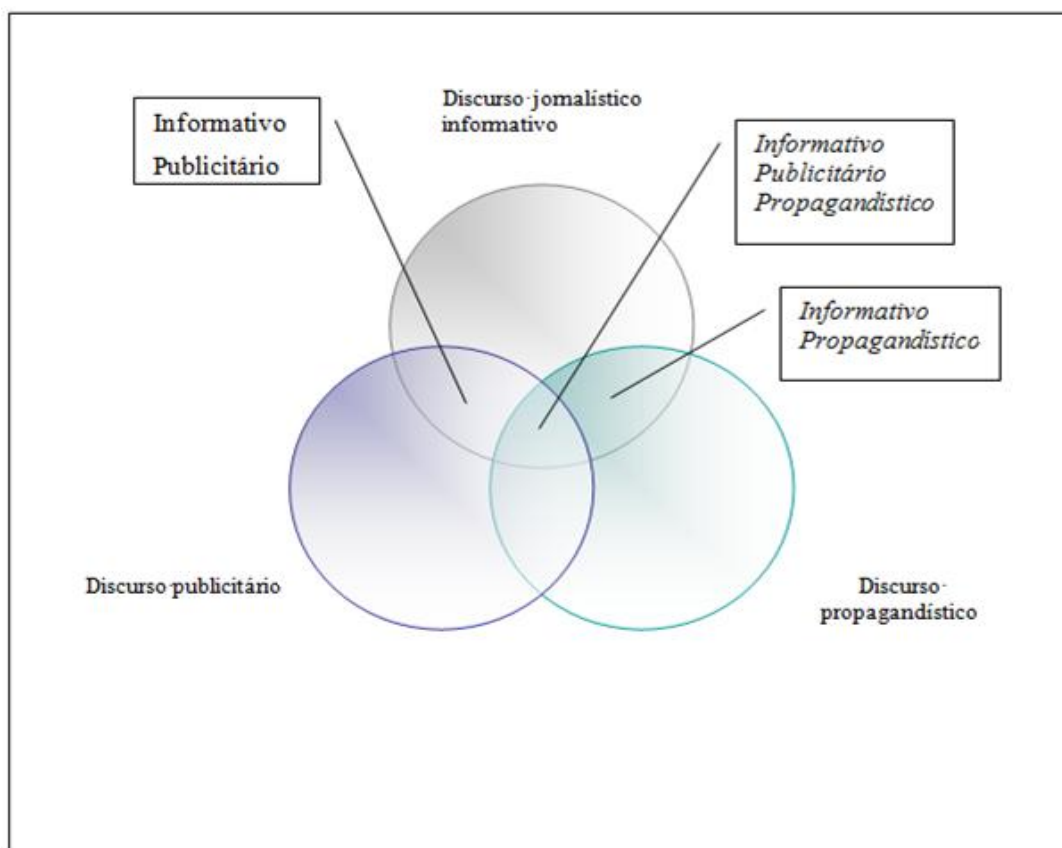 Discurso·jornalístico
informativo
Informativo
Publicitário
Informativo
Publicitário
Propagandístico
Informativo
Propagandístico
Discurso·publicitário
Discurso·
propagandístico